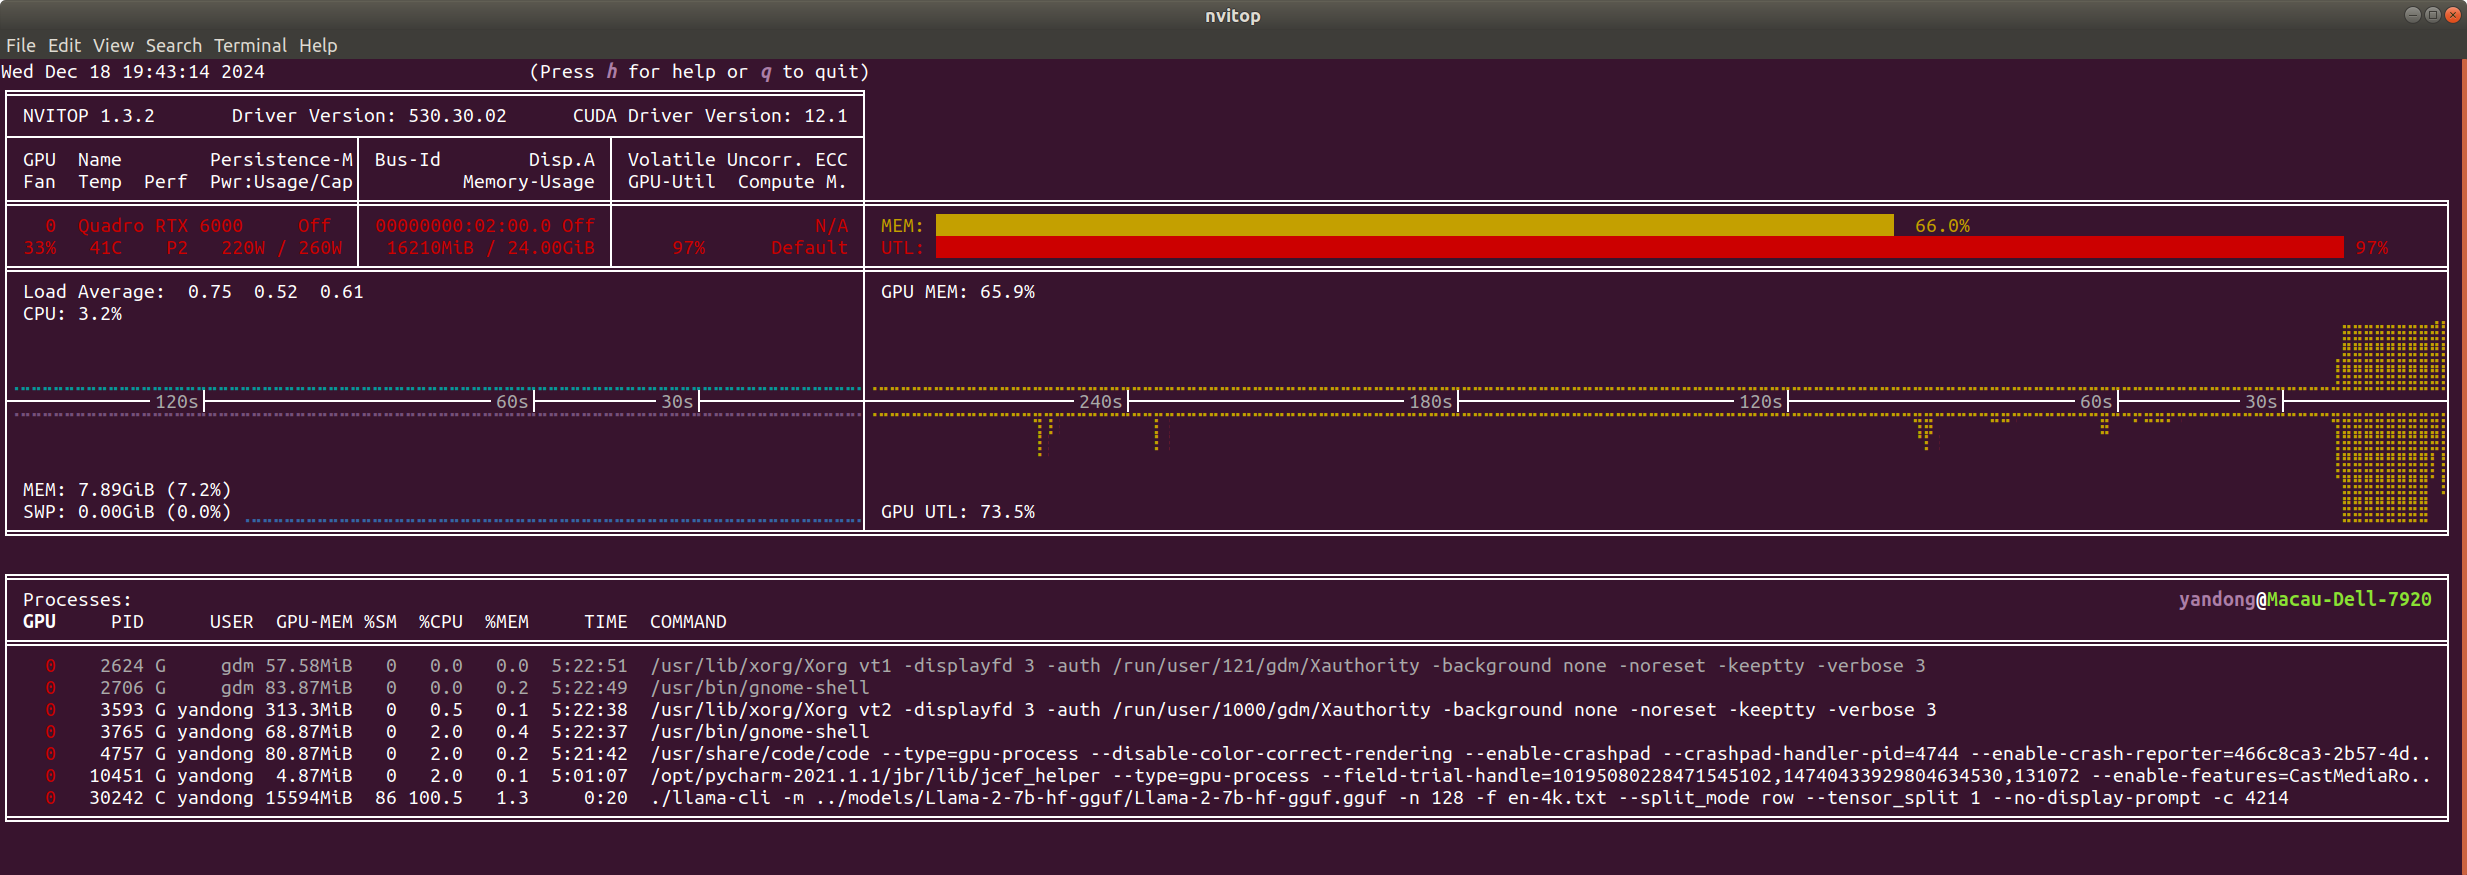 nvitop
File Edit View Search Terminal Help
Wed Dec 18 19:43:14 2024 (Press h for help or q to quit)
NVITOP 1.3.2 Driver Version: 530.30.02 CUDA Driver Version: 12.1
GPU Name Persistence-M Bus-Id Disp.A Volatile Uncorr. ECC
Fan Temp Perf Pwr:Usage/Cap Memory-Usage GPU-Util Compute M.
0 Quadro RTX 6000 Off 00000000:02:00.0 Off N/A MEM: 66.0%
33% 41C P2 220W / 260W 16210MiB / 24.00GiB 97% Default UTL: 97%
Load Average: 0.75 0.52 0.61 GPU MEM: 65.9%
CPU: 3.2%
120s 60s 30s 240s 180s 120s 60s 30s
MEM: 7.89GiB (7.2%)
SWP: 0.00GiB (0.0%) GPU UTL: 73.5%
Processes: yandong@Macau-Dell-7920
GPU PID USER GPU-MEM %SM %CPU %MEM TIME COMMAND
0 2624 G gdm 57.58MiB 0 0.0 0.0 5:22:51 /usr/lib/xorg/Xorg vt1 -displayfd 3 -auth /run/user/121/gdm/Xauthority -background none -noreset -keeptty -verbose 3
0 2706 G gdm 83.87MiB 0 0.0 0.2 5:22:49 /usr/bin/gnome-shell
0 3593 G yandong 313.3MiB 0 0.5 0.1 5:22:38 /usr/lib/xorg/Xorg vt2 -displayfd 3 -auth /run/user/1000/gdm/Xauthority -background none -noreset -keeptty -verbose 3
0 3765 G yandong 68.87MiB 0 2.0 0.4 5:22:37 /usr/bin/gnome-shell
0 4757 G yandong 80.87MiB 0 2.0 0.2 5:21:42 /usr/share/code/code --type=gpu-process --disable-color-correct-rendering --enable-crashpad --crashpad-handler-pid=4744 --enable-crash-reporter=466c8ca3-2b57-4d..
0 10451 G yandong 4.87MiB 0 2.0 0.1 5:01:07 /opt/pycharm-2021.1.1/jbr/lib/jcef_helper --type=gpu-process --field-trial-handle=10195080228471545102,14740433929804634530,131072 --enable-features=CastMediaRo..
0 30242 C yandong 15594MiB 86 100.5 1.3 0:20 ./llama-cli -m ../models/Llama-2-7b-hf-gguf/Llama-2-7b-hf-gguf.gguf -n 128 -f en-4k.txt --split_mode row --tensor_split 1 --no-display-prompt -c 4214